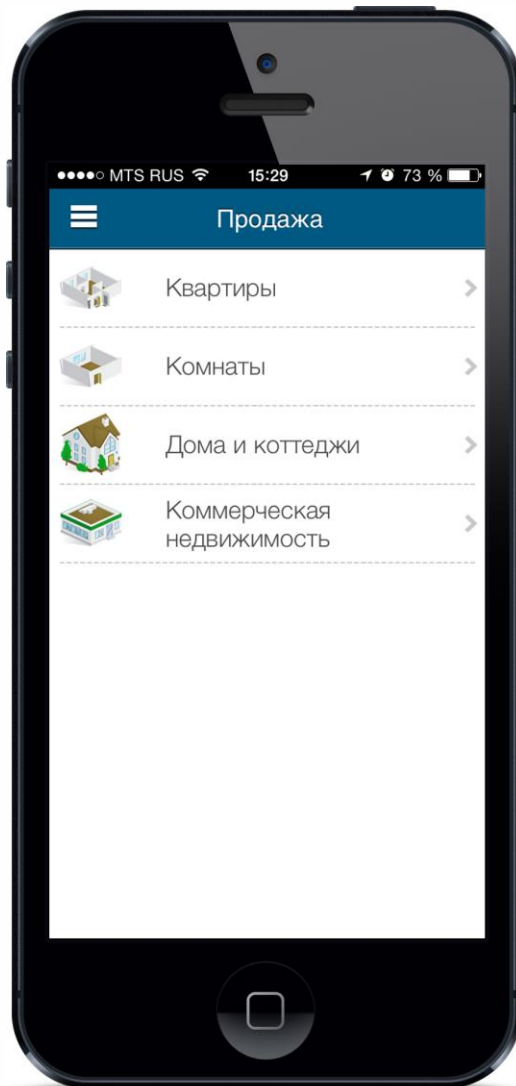 MTS RUS 15:29 73 %
Продажа
Квартиры
Комнаты
Дома и коттеджи
Коммерческая
недвижимость